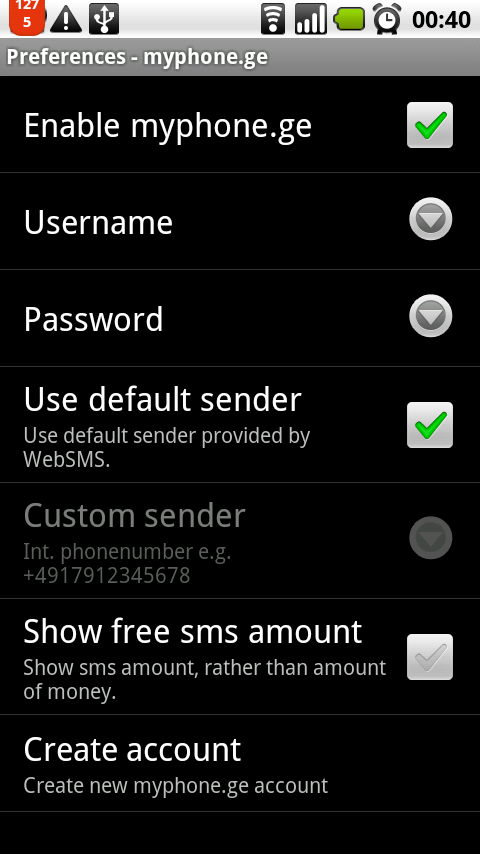 127
5
00:40
Preferences - myphone.ge
Enable myphone.ge
Username
Password
Use default sender
Use default sender provided by
WebSMS.
Custom sender
Int. phonenumber e.g.
+4917912345678
Show free sms amount
Show sms amount, rather than amount
of money.
Create account
Create new myphone.ge account